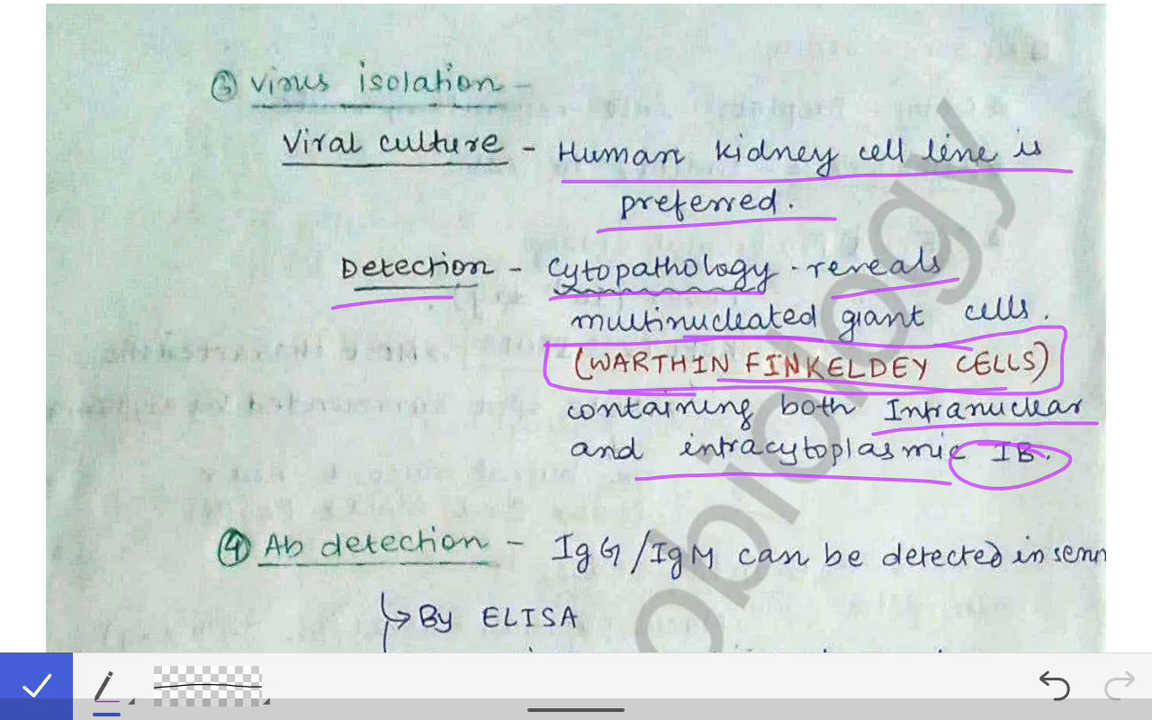 ③ Virus isolation -
Viral culture - Human kidney cell line is
preferred.
Detection - Cytopathology reveals
multinucleated giant cells.
(WARTHIN FINKELDEY CELLS)
containing both Intranuclear
and intracytoplasmic IB.
④ Ab detection - IgG/IgM can be detected in
↳ By ELISA
obiology